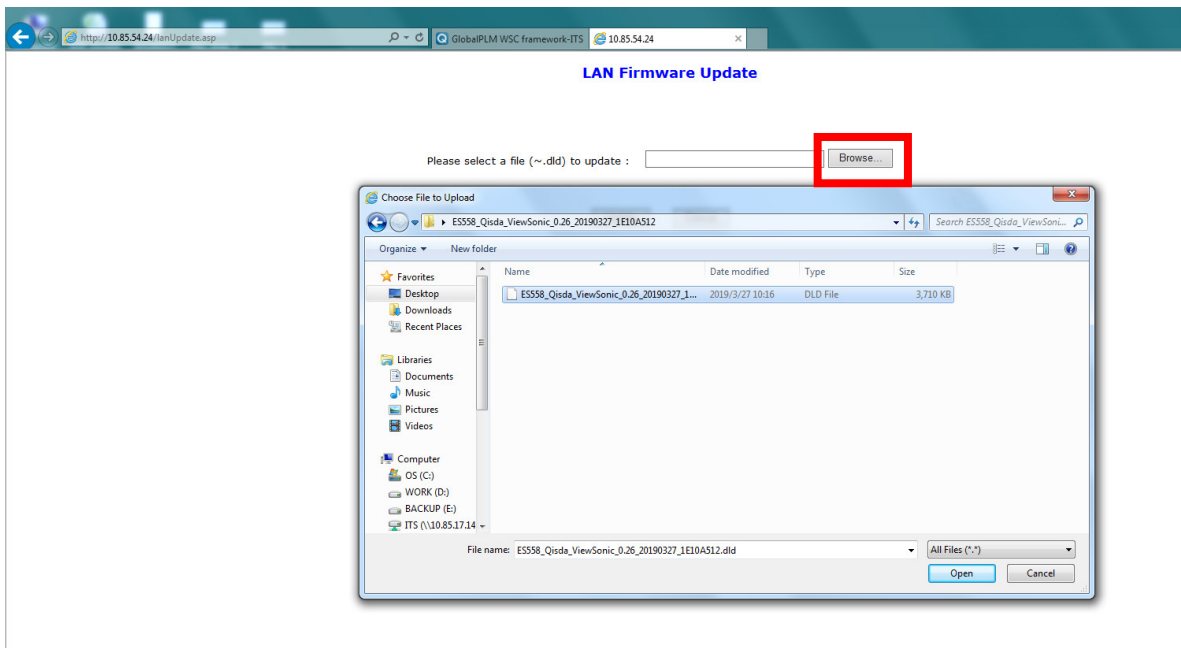 http://10.85.54.24/lanUpdate.asp
GlobalPLM WSC framework-ITS
10.85.54.24
LAN Firmware Update
Please select a file (~.dld) to update :
Browse...
Choose File to Upload
ES558_Qisda_ViewSonic_0.26_20190327_1E10A512
Search ES558_Qisda_ViewSoni...
Organize
New folder
Name Date modified Type Size
ES558_Qisda_ViewSonic_0.26_20190327_1... 2019/3/27 10:16 DLD File 3,710 KB
Favorites
Desktop
Downloads
Recent Places
Libraries
Documents
Music
Pictures
Videos
Computer
OS (C:)
WORK (D:)
BACKUP (E:)
ITS (\\10.85.17.14
File name: ES558_Qisda_ViewSonic_0.26_20190327_1E10A512.dld
All Files (*.*)
Open
Cancel